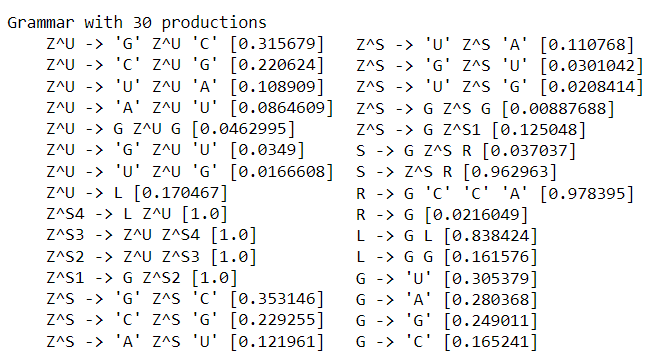 Grammar with 30 productions
Z^U -> 'G' Z^U 'C' [0.315679]
Z^U -> 'C' Z^U 'G' [0.220624]
Z^U -> 'U' Z^U 'A' [0.108909]
Z^U -> 'A' Z^U 'U' [0.0864609]
Z^U -> G Z^U G [0.0462995]
Z^U -> 'G' Z^U 'U' [0.0349]
Z^U -> 'U' Z^U 'G' [0.0166608]
Z^U -> L [0.170467]
Z^S4 -> L Z^U [1.0]
Z^S3 -> Z^U Z^S4 [1.0]
Z^S2 -> Z^U Z^S3 [1.0]
Z^S1 -> G Z^S2 [1.0]
Z^S -> 'G' Z^S 'C' [0.353146]
Z^S -> 'C' Z^S 'G' [0.229255]
Z^S -> 'A' Z^S 'U' [0.121961]
Z^S -> 'U' Z^S 'A' [0.110768]
Z^S -> 'G' Z^S 'U' [0.0301042]
Z^S -> 'U' Z^S 'G' [0.0208414]
Z^S -> G Z^S G [0.00887688]
Z^S -> G Z^S1 [0.125048]
S -> G Z^S R [0.037037]
S -> Z^S R [0.962963]
R -> G 'C' 'C' 'A' [0.978395]
R -> G [0.0216049]
L -> G L [0.838424]
L -> G G [0.161576]
G -> 'U' [0.305379]
G -> 'A' [0.280368]
G -> 'G' [0.249011]
G -> 'C' [0.165241]